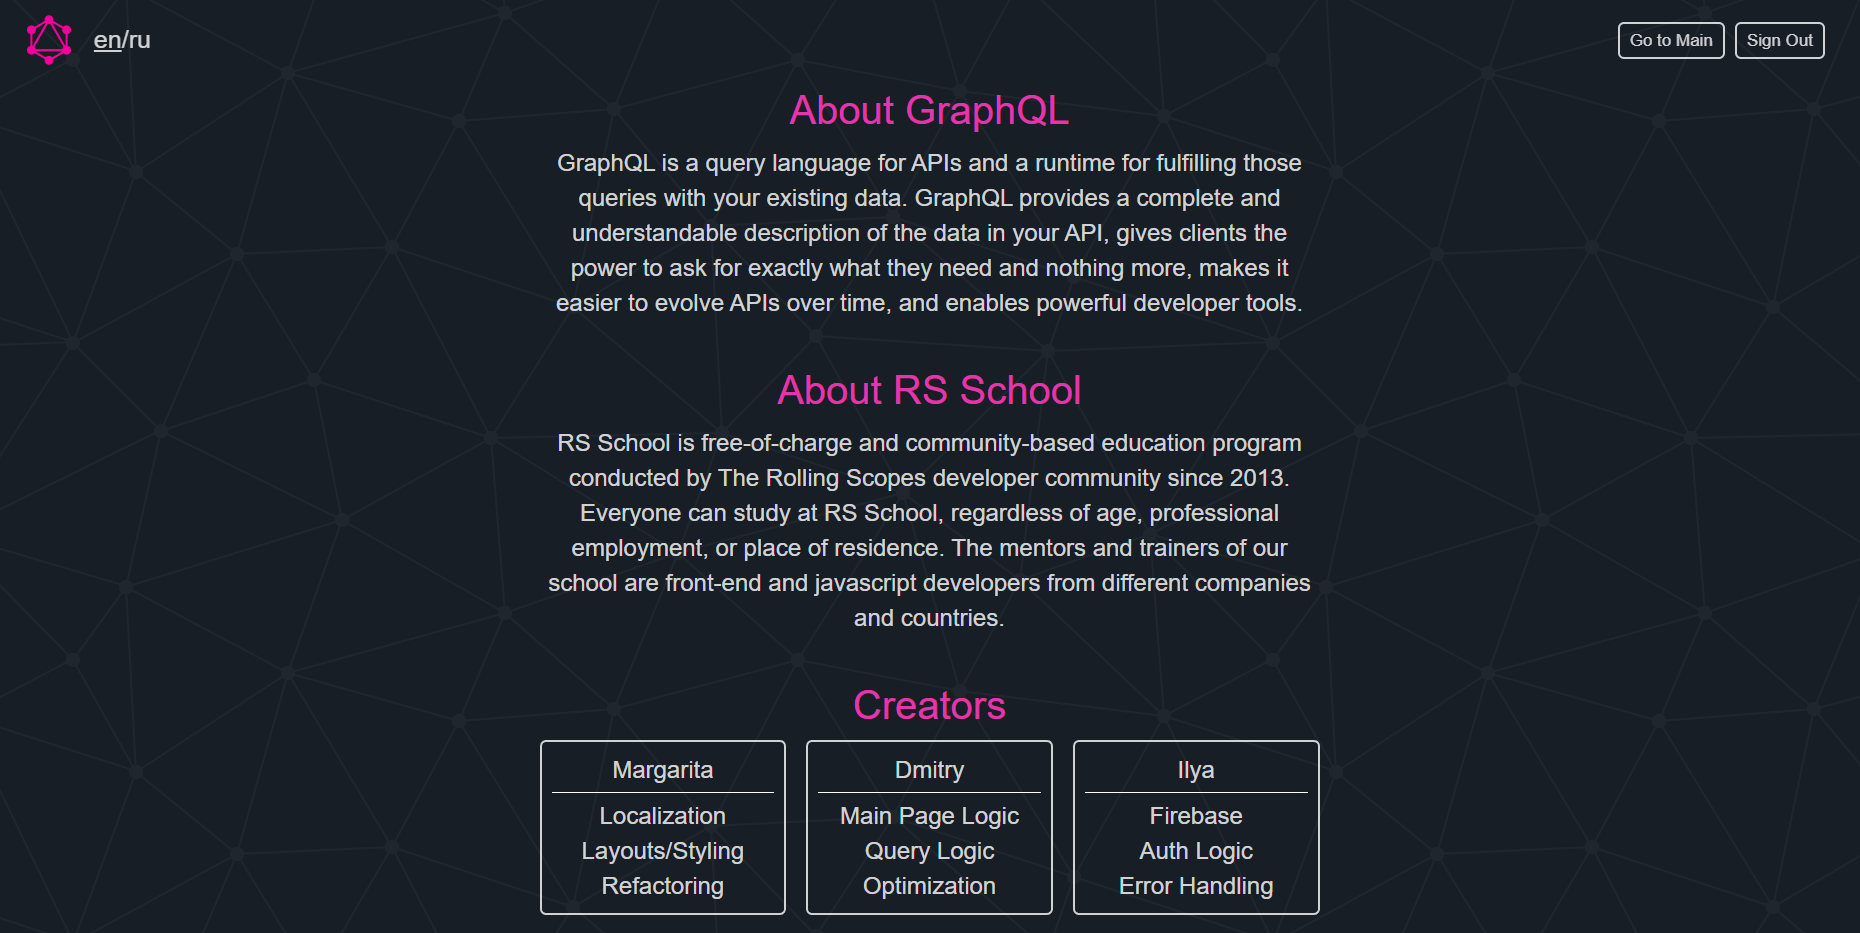 en/ru
Go to Main
Sign Out
About GraphQL
GraphQL is a query language for APIs and a runtime for fulfilling those
queries with your existing data. GraphQL provides a complete and
understandable description of the data in your API, gives clients the
power to ask for exactly what they need and nothing more, makes it
easier to evolve APIs over time, and enables powerful developer tools.
About RS School
RS School is free-of-charge and community-based education program
conducted by The Rolling Scopes developer community since 2013.
Everyone can study at RS School, regardless of age, professional
employment, or place of residence. The mentors and trainers of our
school are front-end and javascript developers from different companies
and countries.
Creators
Margarita
Localization
Layouts/Styling
Refactoring
Dmitry
Main Page Logic
Query Logic
Optimization
Ilya
Firebase
Auth Logic
Error Handling